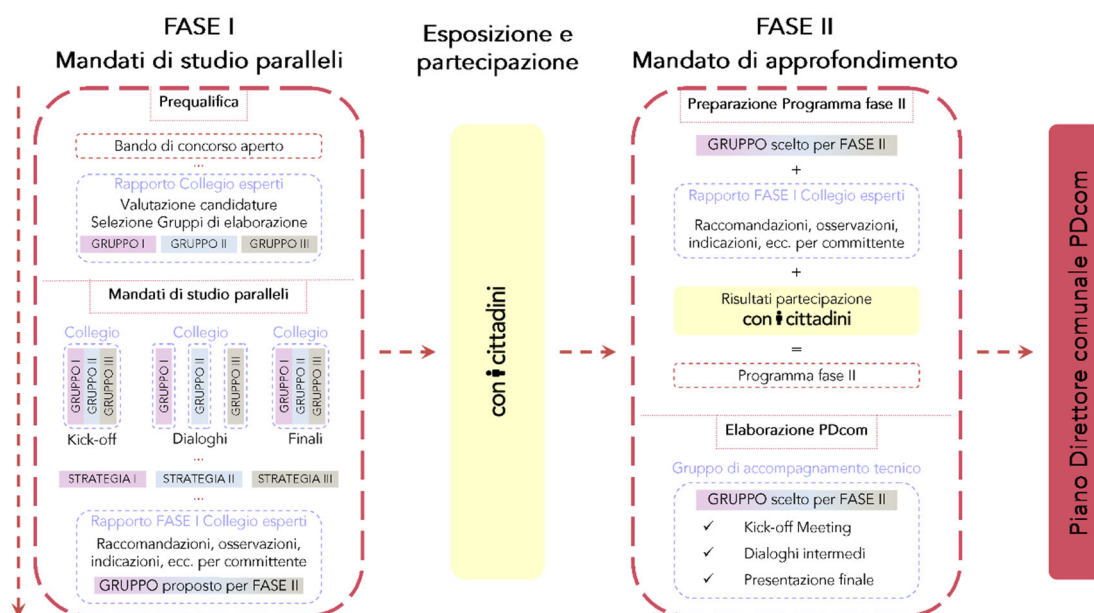 FASE I
Mandati di studio paralleli
Prequalifica
Bando di concorso aperto
...
Rapporto Collegio esperti
Valutazione candidature
Selezione Gruppi di elaborazione
GRUPPO I GRUPPO II GRUPPO III
Mandati di studio paralleli
Collegio Collegio Collegio
GRUPPO I GRUPPO II GRUPPO III GRUPPO I GRUPPO II GRUPPO III GRUPPO I GRUPPO II GRUPPO III
Kick-off Dialoghi Finali
...
STRATEGIA I STRATEGIA II STRATEGIA III
...
Rapporto FASE I Collegio esperti
Raccomandazioni, osservazioni,
indicazioni, ecc. per committente
GRUPPO proposto per FASE II
Esposizione e
partecipazione
con i cittadini
FASE II
Mandato di approfondimento
Preparazione Programma fase II
GRUPPO scelto per FASE II
+
Rapporto FASE I Collegio esperti
Raccomandazioni, osservazioni,
indicazioni, ecc. per committente
+
Risultati partecipazione
con i cittadini
=
Programma fase II
Elaborazione PDcom
Gruppo di accompagnamento tecnico
GRUPPO scelto per FASE II
✓ Kick-off Meeting
✓ Dialoghi intermedi
✓ Presentazione finale
Piano Direttore comunale PDcom